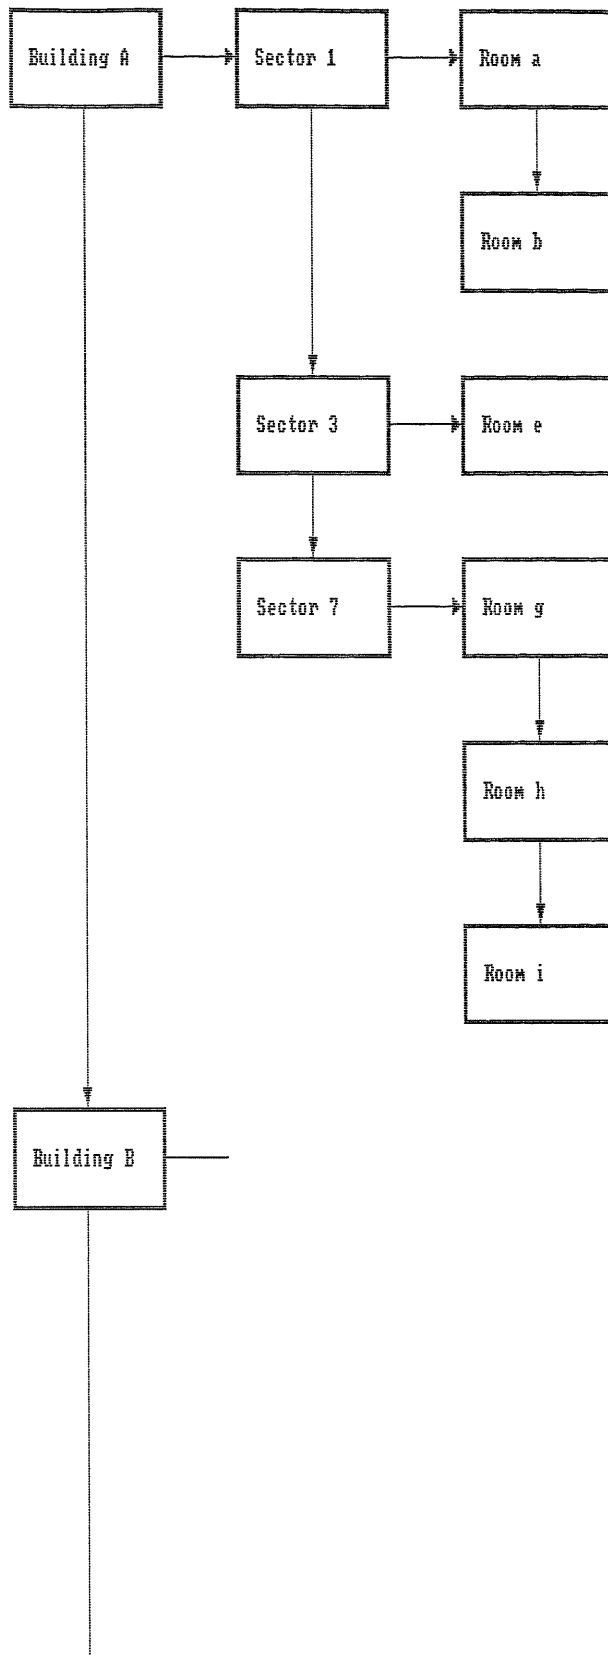 Building A
Sector 1
Room a
Room b
Sector 3
Room e
Sector 7
Room g
Room h
Room i
Building B